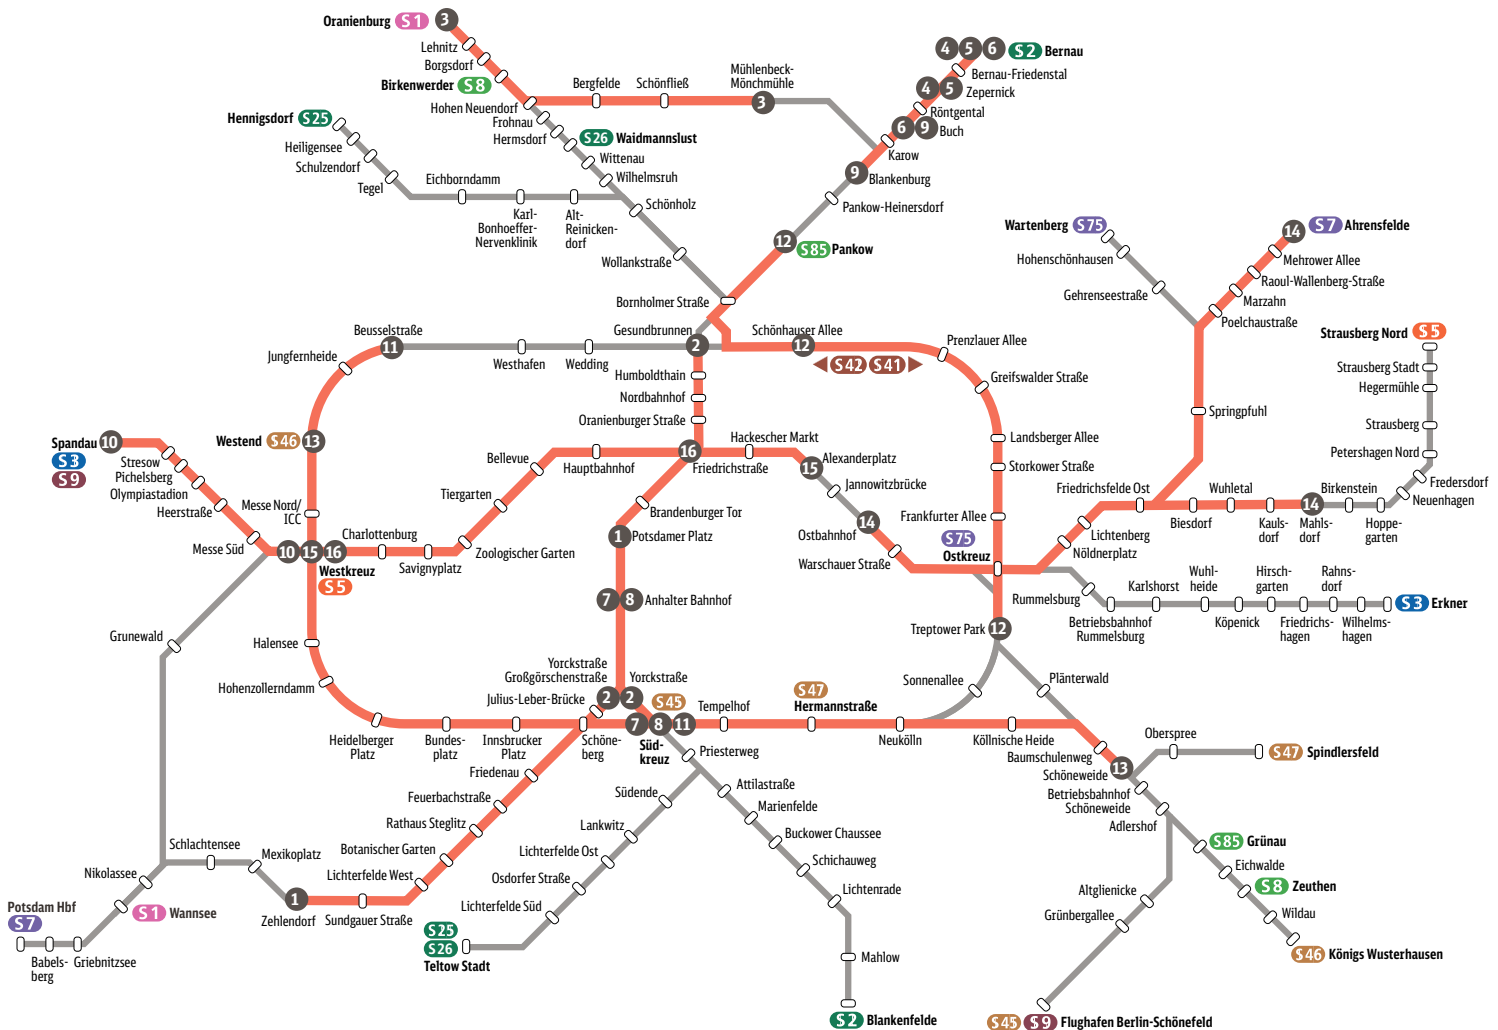 Oranienburg S1 3
Lehnitz
Borgsdorf
Birkenwerder S8
Hohen Neuendorf
Bergfelde
Schönfließ
Mühlenbeck-
Mönchmühle
3
4 5 6 S2 Bernau
Bernau-Friedenstal
4 5
Zepernick
Röntgental
6 9 Buch
Karow
9 Blankenburg
Pankow-Heinersdorf
12 S85 Pankow
Frohnau
Hermsdorf
S26 Waidmannslust
Wittenau
Wilhelmsruh
Schönholz
Wollankstraße
Bornholmer Straße
Hennigsdorf S25
Heiligensee
Schulzendorf
Tegel
Eichborndamm
Karl-
Bonhoeffer-
Nervenklinik
Alt-
Reinicken-
dorf
Wartenberg S75
Hohenschönhausen
Gehrenseestraße
14 S7 Ahrensfelde
Mehrower Allee
Raoul-Wallenberg-Straße
Marzahn
Poelchaustraße
Springpfuhl
Strausberg Nord S5
Strausberg Stadt
Hegermühle
Strausberg
Petershagen Nord
Fredersdorf
Neuenhagen
Hoppe-
garten
Birkenstein
14
Mahls-
dorf
Kauls-
dorf
Wuhletal
Biesdorf
Friedrichsfelde Ost
Lichtenberg
Nöldnerplatz
Beusselstraße
11
Jungfernheide
Westhafen
Wedding
Gesundbrunnen
2
Schönhauser Allee
12
S42 S41
Prenzlauer Allee
Greifswalder Straße
Landsberger Allee
Storkower Straße
Frankfurter Allee
S75
Ostkreuz
Humboldthain
Nordbahnhof
Oranienburger Straße
16
Friedrichstraße
Hackescher Markt
Alexanderplatz
15
Jannowitzbrücke
14
Ostbahnhof
Warschauer Straße
Spandau 10
S3
S9
Stresow
Pichelsberg
Olympiastadion
Heerstraße
Messe Süd
Westend S46 13
Messe Nord/
ICC
10 15 16
Westkreuz
S5
Charlottenburg
Savignyplatz
Zoologischer Garten
Tiergarten
Bellevue
Hauptbahnhof
Brandenburger Tor
1 Potsdamer Platz
7 8 Anhalter Bahnhof
Yorckstraße
Großgörschenstraße
2 2
Yorckstraße
Julius-Leber-Brücke
S45
7 8 11
Süd-
kreuz
Tempelhof
S47
Hermannstraße
Neukölln
Sonnenallee
Treptower Park 12
Plänterwald
Köllnische Heide
Baumschulenweg
13
Schöneweide
Betriebsbahnhof
Schöneweide
Adlershof
Oberspree
S47 Spindlersfeld
S85 Grünau
Eichwalde
S8 Zeuthen
Wildau
S46 Königs Wusterhausen
Altglienicke
Grünbergallee
S45 S9 Flughafen Berlin-Schönefeld
Rummelsburg
Betriebsbahnhof
Rummelsburg
Karlshorst
Wuhl-
heide
Köpenick
Hirsch-
garten
Friedrichs-
hagen
Rahns-
dorf
Wilhelms-
hagen
S3 Erkner
Grunewald
Halensee
Hohenzollerndamm
Heidelberger
Platz
Bundes-
platz
Innsbrucker
Platz
Schöne-
berg
Friedenau
Feuerbachstraße
Rathaus Steglitz
Botanischer Garten
Lichterfelde West
Sundgauer Straße
1
Zehlendorf
Mexikoplatz
Schlachtensee
Nikolassee
S1 Wannsee
Potsdam Hbf
S7
Babels-
berg
Griebnitzsee
Priesterweg
Südende
Lankwitz
Lichterfelde Ost
Osdorfer Straße
Lichterfelde Süd
S25
S26
Teltow Stadt
Attilastraße
Marienfelde
Buckower Chaussee
Schichauweg
Lichtenrade
Mahlow
S2 Blankenfelde